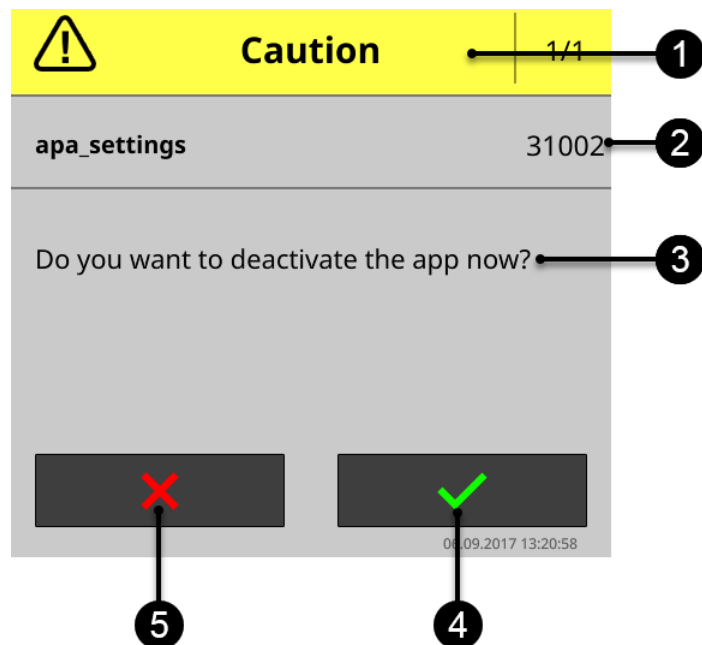 Caution 1/1 1
apa_settings 31002 2
Do you want to deactivate the app now? 3
06.09.2017 13:20:58
5 4